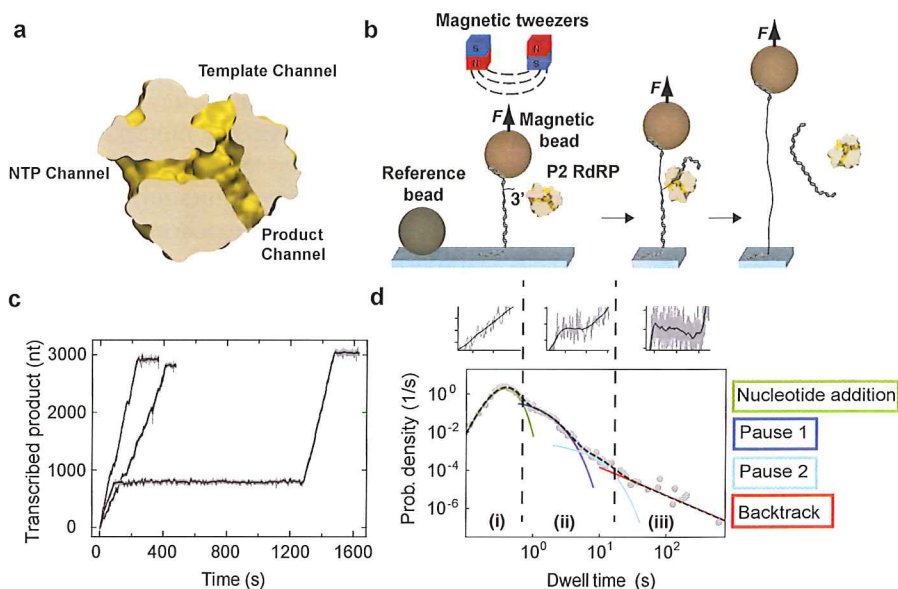 a
Template Channel
NTP Channel
Product
Channel
b
Magnetic tweezers
S
N
N
S
F
Magnetic
bead
Reference
bead
3'
P2 RdRP
F
F
c
Transcribed product (nt)
3000
2000
1000
0
0 400 800 1200 1600
Time (s)
d
Prob. density (1/s)
10^0
10^-2
10^-4
10^-6
(i) (ii) (iii)
10^0 10^1 10^2
Dwell time (s)
Nucleotide addition
Pause 1
Pause 2
Backtrack